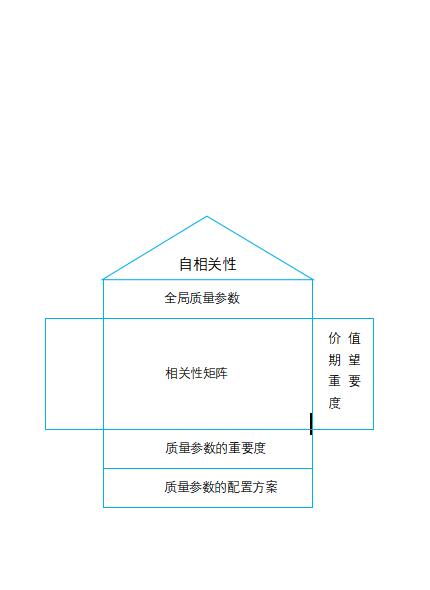 自相关性
全局质量参数
相关性矩阵
价 值
期 望
重 要
度
质量参数的重要度
质量参数的配置方案